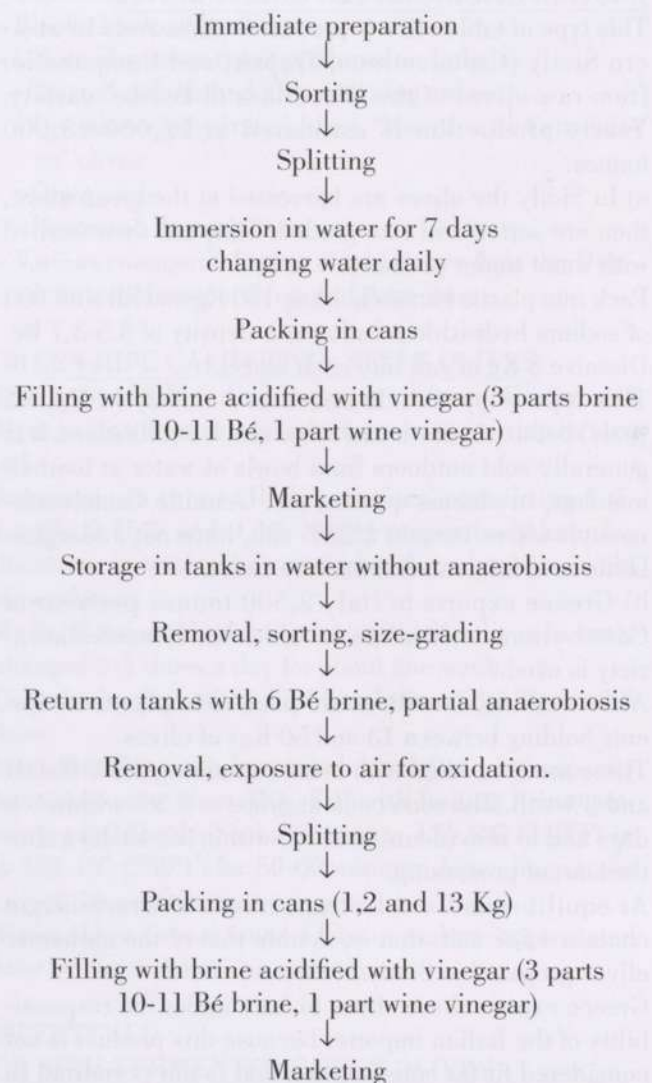 Immediate preparation
↓
Sorting
↓
Splitting
↓
Immersion in water for 7 days
changing water daily
↓
Packing in cans
↓
Filling with brine acidified with vinegar (3 parts brine
10-11 Bé, 1 part wine vinegar)
↓
Marketing
↓
Storage in tanks in water without anaerobiosis
↓
Removal, sorting, size-grading
↓
Return to tanks with 6 Bé brine, partial anaerobiosis
↓
Removal, exposure to air for oxidation.
↓
Splitting
↓
Packing in cans (1,2 and 13 Kg)
↓
Filling with brine acidified with vinegar (3 parts
10-11 Bé brine, 1 part wine vinegar)
↓
Marketing